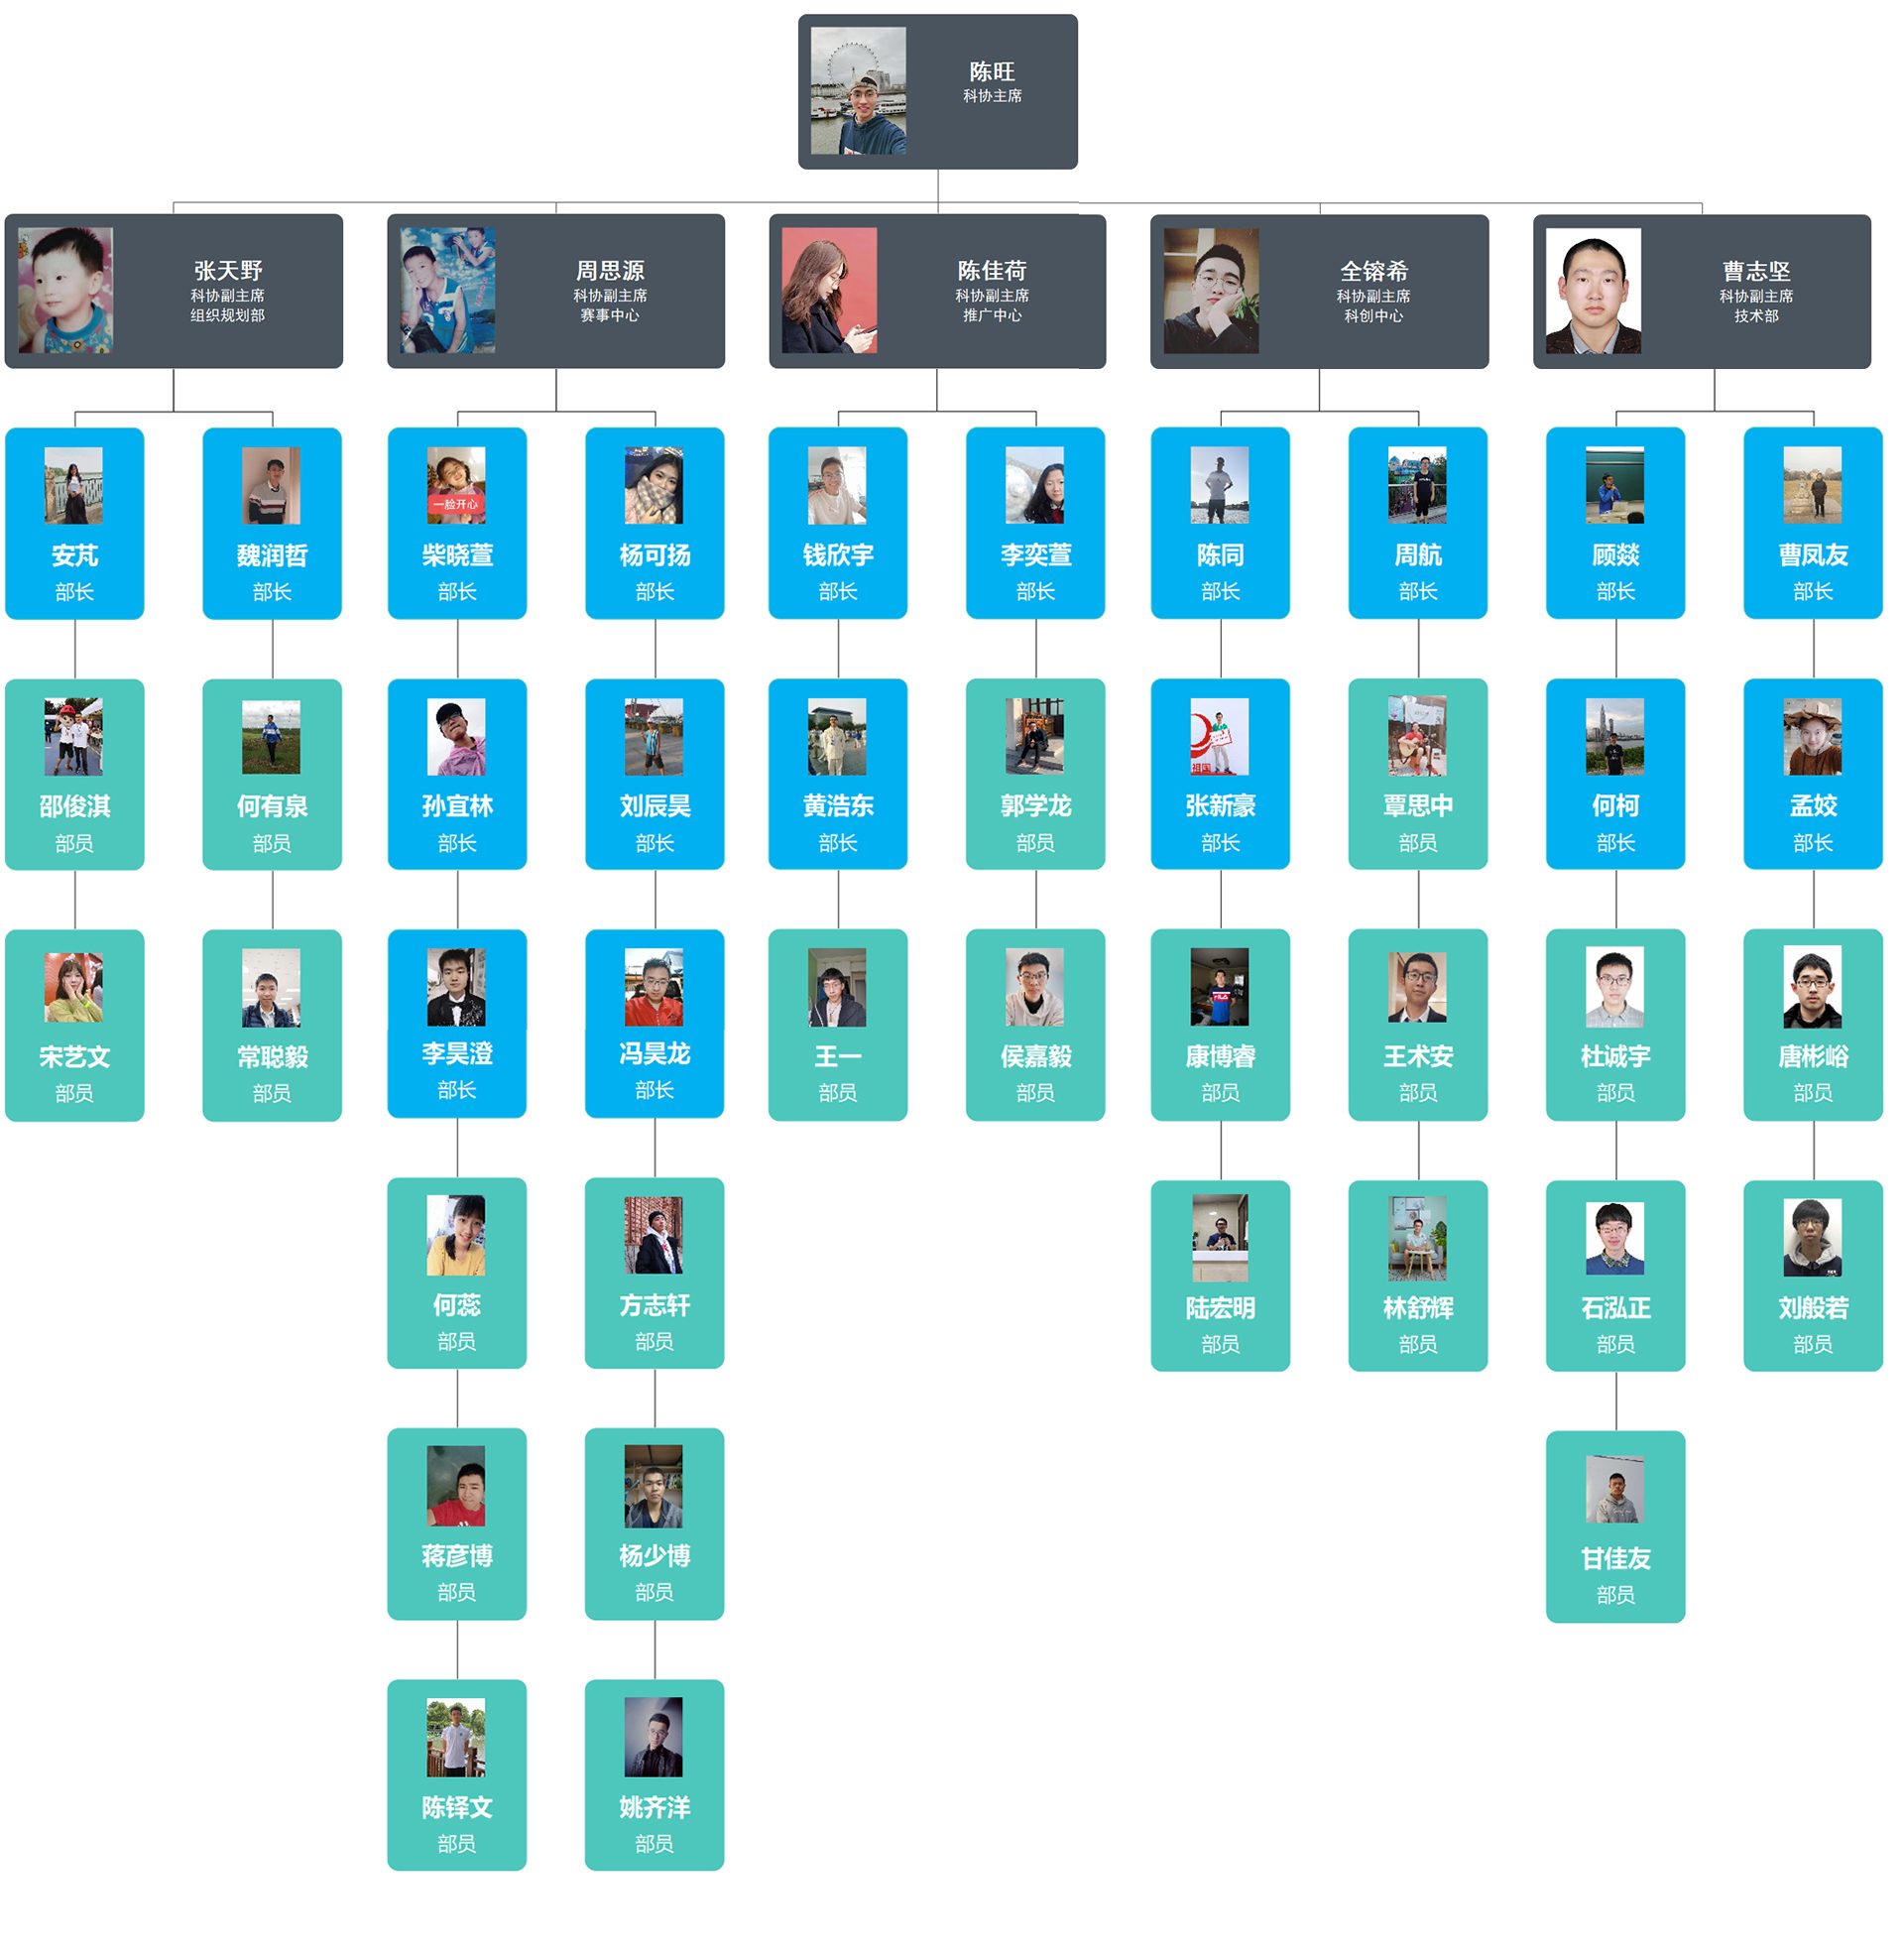 陈旺
科协主席
张天野
科协副主席
组织规划部
周思源
科协副主席
赛事中心
陈佳荷
科协副主席
推广中心
全镕希
科协副主席
科创中心
曹志坚
科协副主席
技术部
一脸开心
安芃
部长
魏润哲
部长
柴晓萱
部长
杨可扬
部长
钱欣宇
部长
李奕萱
部长
陈同
部长
周航
部长
顾燚
部长
曹凤友
部长
祖国
邵俊淇
部员
何有泉
部员
孙宜林
部长
刘辰昊
部长
黄浩东
部长
郭学龙
部员
张新豪
部长
覃思中
部员
何柯
部长
孟姣
部长
FILA
宋艺文
部员
常聪毅
部员
李昊澄
部长
冯昊龙
部长
王一
部员
侯嘉毅
部员
康博睿
部员
王术安
部员
杜诚宇
部员
唐彬峪
部员
何蕊
部员
方志轩
部员
陆宏明
部员
林舒辉
部员
石泓正
部员
刘般若
部员
蒋彦博
部员
杨少博
部员
甘佳友
部员
陈铎文
部员
姚齐洋
部员